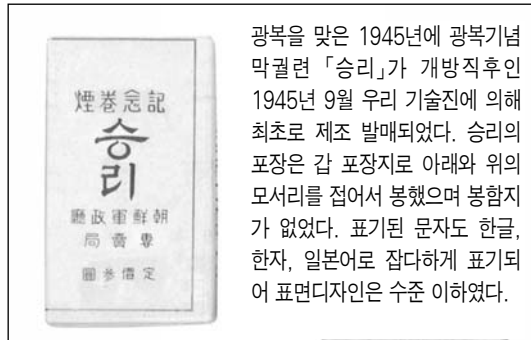 記念卷煙
승
리
朝鮮軍政廳
專賣局
定價參圓
광복을 맞은 1945년에 광복기념
막궐련 「승리」가 개방직후인
1945년 9월 우리 기술진에 의해
최초로 제조 발매되었다. 승리의
포장은 갑 포장지로 아래와 위의
모서리를 접어서 봉했으며 봉함지
가 없었다. 표기된 문자도 한글,
한자, 일본어로 잡다하게 표기되
어 표면디자인은 수준 이하였다.